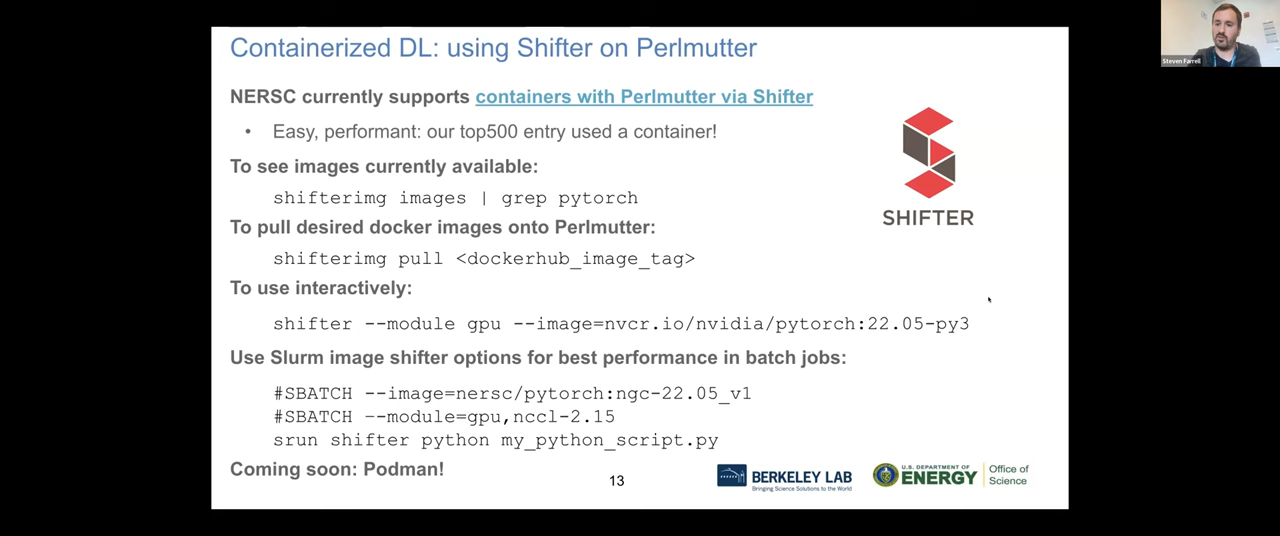 Containerized DL: using Shifter on Perlmutter
Steven Farrell
NERSC currently supports containers with Perlmutter via Shifter
• Easy, performant: our top500 entry used a container!
To see images currently available:
shifterimg images | grep pytorch
SHIFTER
To pull desired docker images onto Perlmutter:
shifterimg pull <dockerhub_image_tag>
To use interactively:
shifter --module gpu --image=nvcr.io/nvidia/pytorch:22.05-py3
Use Slurm image shifter options for best performance in batch jobs:
#SBATCH --image=nersc/pytorch:ngc-22.05_v1
#SBATCH –-module=gpu,nccl-2.15
srun shifter python my_python_script.py
Coming soon: Podman!
13
BERKELEY LAB
Bringing Science Solutions to the World
U.S. DEPARTMENT OF
ENERGY
Office of
Science